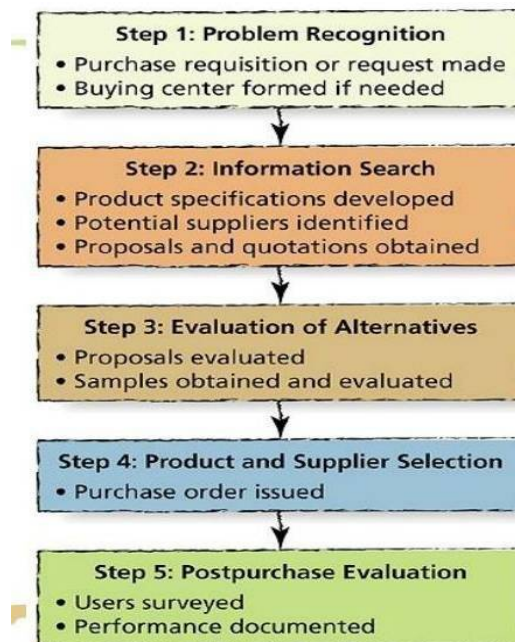 Step 1: Problem Recognition
• Purchase requisition or request made
• Buying center formed if needed
Step 2: Information Search
• Product specifications developed
• Potential suppliers identified
• Proposals and quotations obtained
Step 3: Evaluation of Alternatives
• Proposals evaluated
• Samples obtained and evaluated
Step 4: Product and Supplier Selection
• Purchase order issued
Step 5: Postpurchase Evaluation
• Users surveyed
• Performance documented